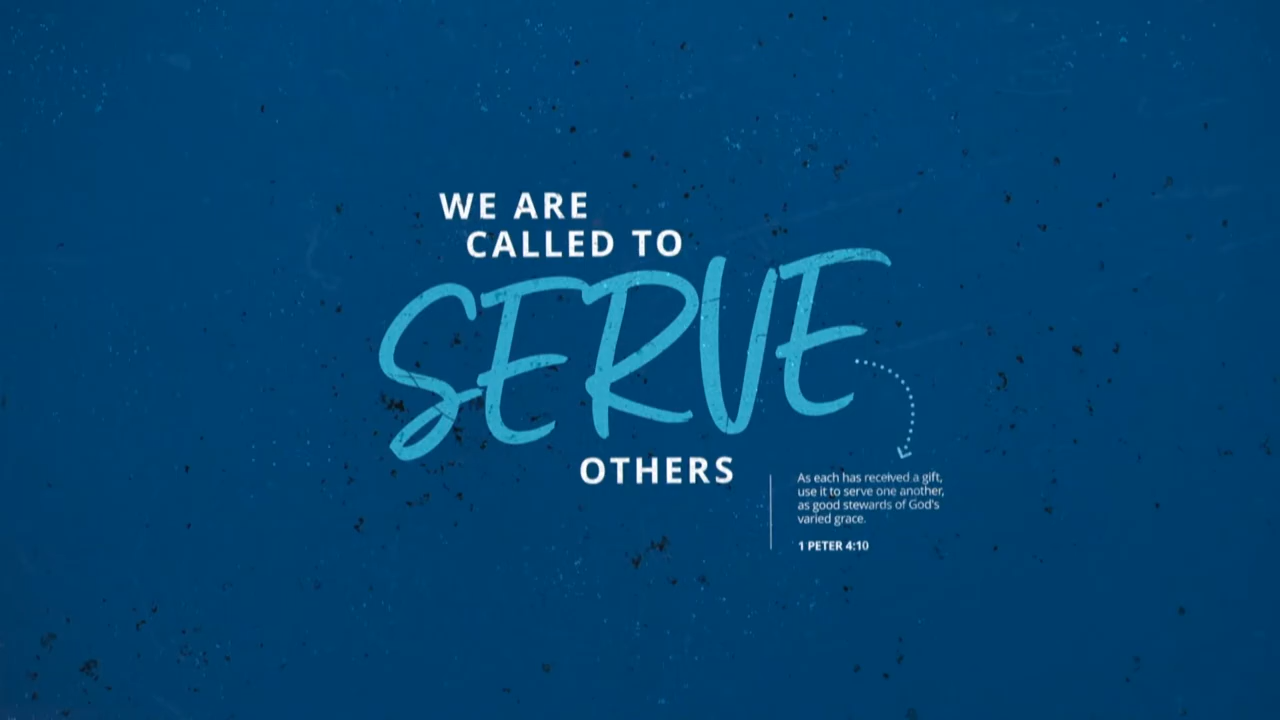 WE ARE
CALLED TO
SERVE
OTHERS
As each has received a gift,
use it to serve one another,
as good stewards of God's
varied grace.
1 PETER 4:10